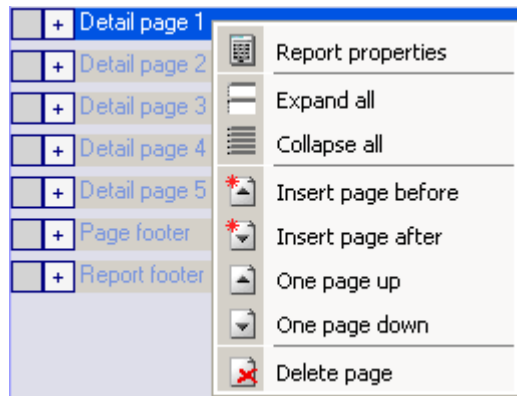 Detail page 1
Detail page 2
Detail page 3
Detail page 4
Detail page 5
Page footer
Report footer
Report properties
Expand all
Collapse all
Insert page before
Insert page after
One page up
One page down
Delete page